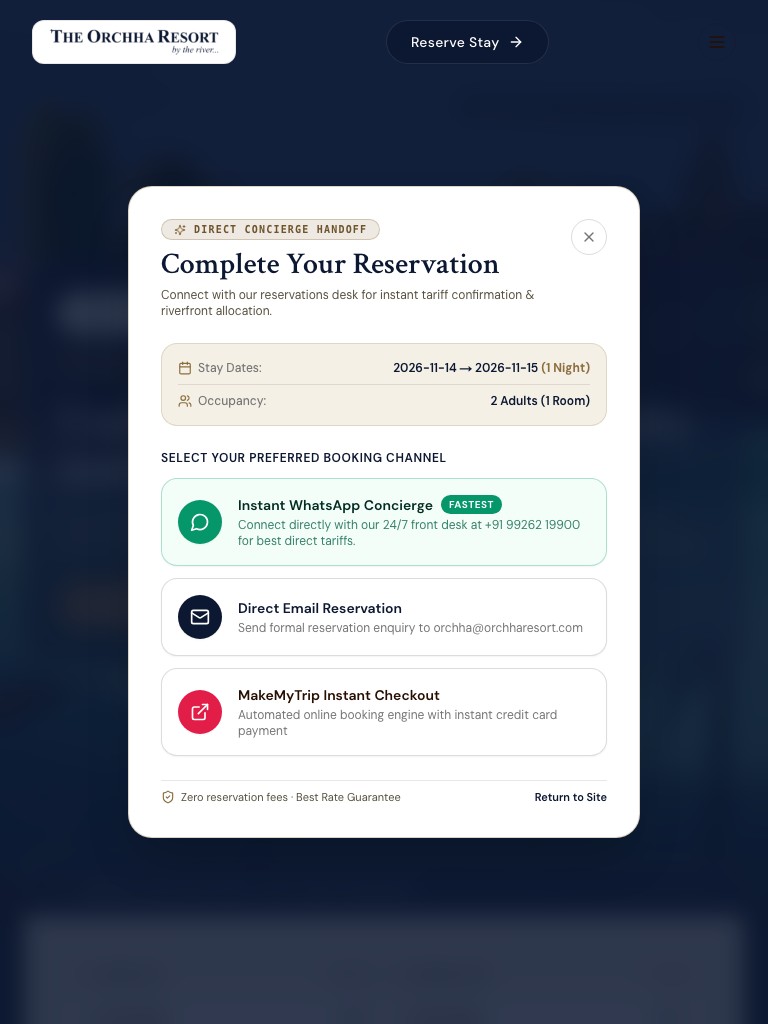 THE ORCHHA RESORT
by the river...
Reserve Stay →
DIRECT CONCIERGE HANDOFF
Complete Your Reservation
Connect with our reservations desk for instant tariff confirmation &
riverfront allocation.
Stay Dates: 2026-11-14 → 2026-11-15 (1 Night)
Occupancy: 2 Adults (1 Room)
SELECT YOUR PREFERRED BOOKING CHANNEL
Instant WhatsApp Concierge FASTEST
Connect directly with our 24/7 front desk at +91 99262 19900
for best direct tariffs.
Direct Email Reservation
Send formal reservation enquiry to orchha@orchharesort.com
MakeMyTrip Instant Checkout
Automated online booking engine with instant credit card
payment
Zero reservation fees · Best Rate Guarantee Return to Site